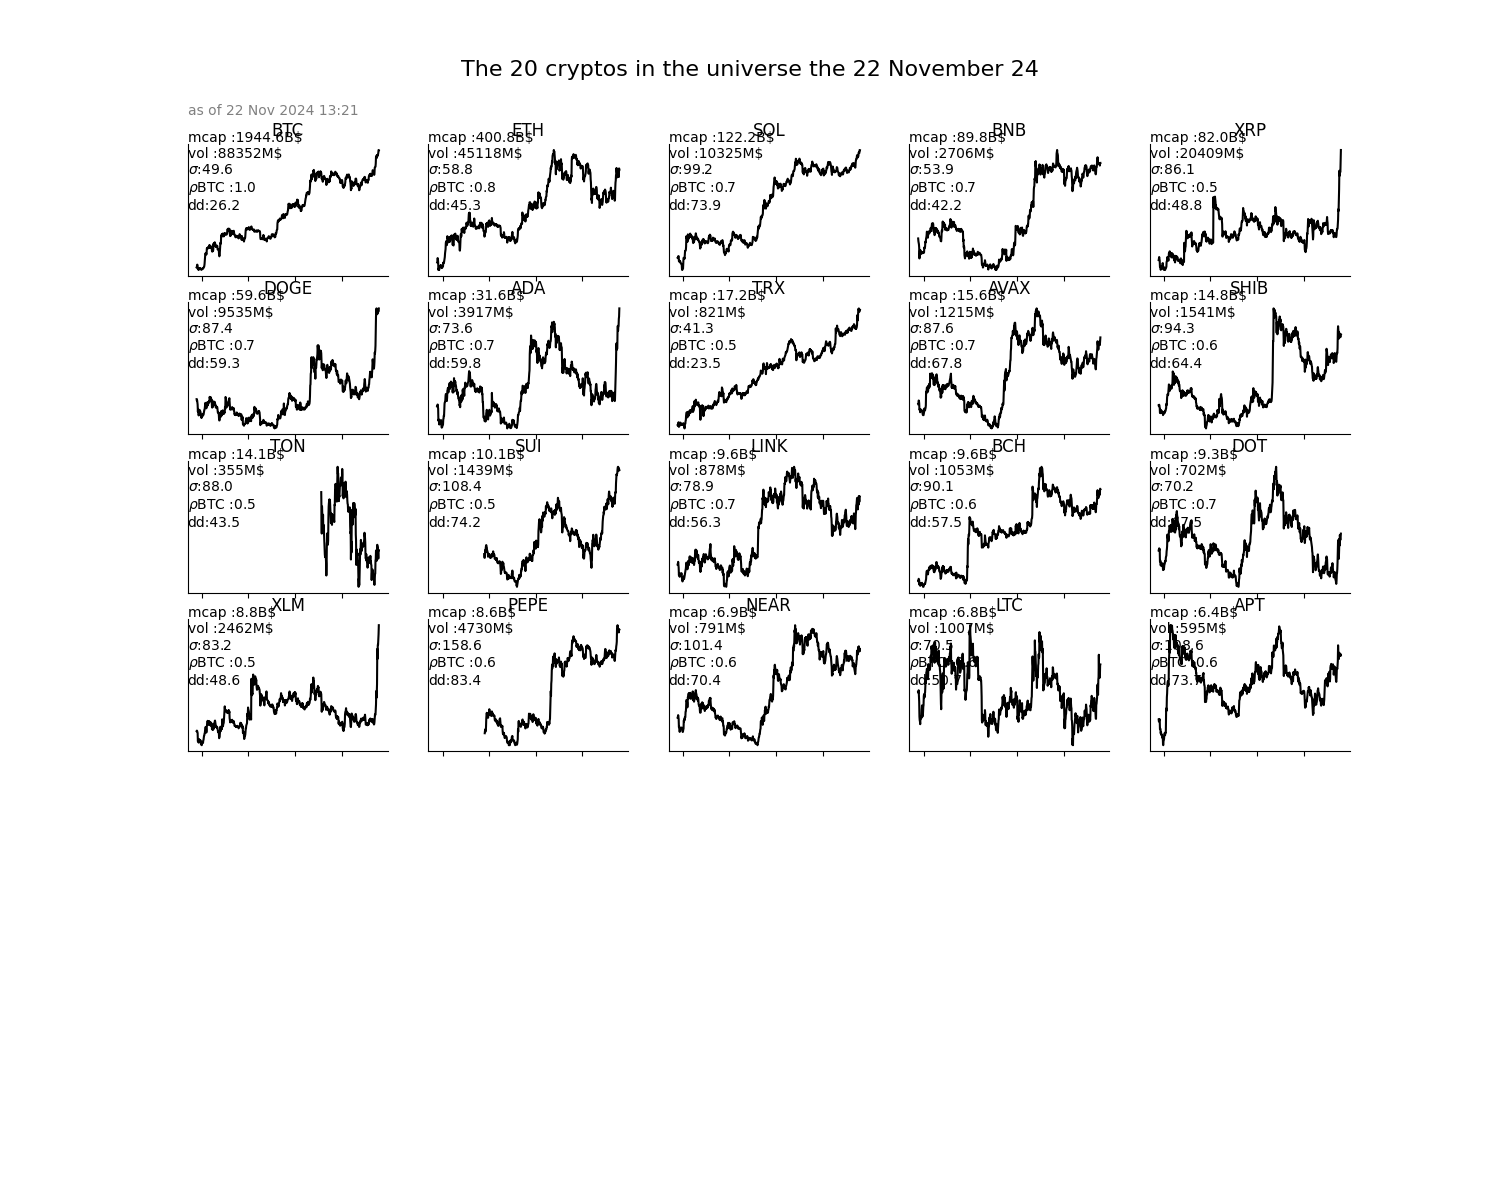 The 20 cryptos in the universe the 22 November 24
as of 22 Nov 2024 13:21
BTC
mcap :1944.6B$
vol :88352M$
σ:49.6
ρBTC :1.0
dd:26.2
ETH
mcap :400.8B$
vol :45118M$
σ:58.8
ρBTC :0.8
dd:45.3
SOL
mcap :122.2B$
vol :10325M$
σ:99.2
ρBTC :0.7
dd:73.9
BNB
mcap :89.8B$
vol :2706M$
σ:53.9
ρBTC :0.7
dd:42.2
XRP
mcap :82.0B$
vol :20409M$
σ:86.1
ρBTC :0.5
dd:48.8
DOGE
mcap :59.6B$
vol :9535M$
σ:87.4
ρBTC :0.7
dd:59.3
ADA
mcap :31.6B$
vol :3917M$
σ:73.6
ρBTC :0.7
dd:59.8
TRX
mcap :17.2B$
vol :821M$
σ:41.3
ρBTC :0.5
dd:23.5
AVAX
mcap :15.6B$
vol :1215M$
σ:87.6
ρBTC :0.7
dd:67.8
SHIB
mcap :14.8B$
vol :1541M$
σ:94.3
ρBTC :0.6
dd:64.4
TON
mcap :14.1B$
vol :355M$
σ:88.0
ρBTC :0.5
dd:43.5
SUI
mcap :10.1B$
vol :1439M$
σ:108.4
ρBTC :0.5
dd:74.2
LINK
mcap :9.6B$
vol :878M$
σ:78.9
ρBTC :0.7
dd:56.3
BCH
mcap :9.6B$
vol :1053M$
σ:90.1
ρBTC :0.6
dd:57.5
DOT
mcap :9.3B$
vol :702M$
σ:70.2
ρBTC :0.7
XLM
mcap :8.8B$
vol :2462M$
σ:83.2
ρBTC :0.5
dd:48.6
PEPE
mcap :8.6B$
vol :4730M$
σ:158.6
ρBTC :0.6
dd:83.4
NEAR
mcap :6.9B$
vol :791M$
σ:101.4
ρBTC :0.6
dd:70.4
LTC
mcap :6.8B$
vol :1007M$
APT
mcap :6.4B$
vol :595M$
ρBTC :0.6